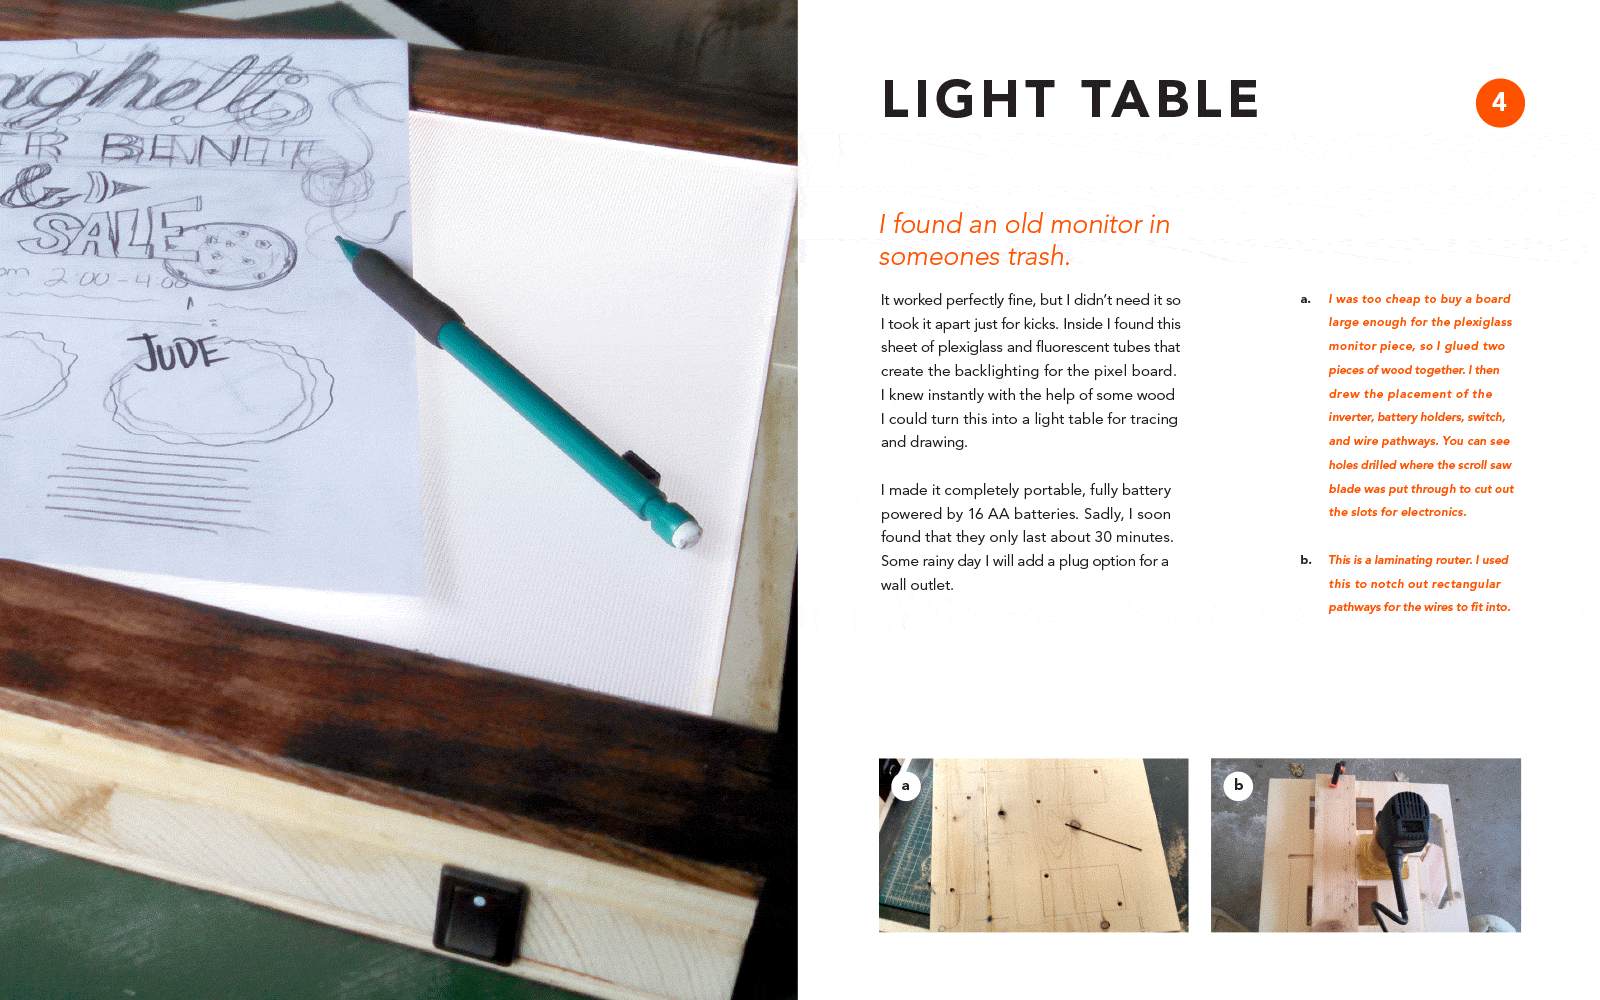 aghetti
ER BENNETT
&
SALE
pm 2:00-4:00
JUDE
LIGHT TABLE
4
I found an old monitor in
someones trash.
It worked perfectly fine, but I didn't need it so
I took it apart just for kicks. Inside I found this
sheet of plexiglass and fluorescent tubes that
create the backlighting for the pixel board.
I knew instantly with the help of some wood
I could turn this into a light table for tracing
and drawing.
I made it completely portable, fully battery
powered by 16 AA batteries. Sadly, I soon
found that they only last about 30 minutes.
Some rainy day I will add a plug option for a
wall outlet.
a. I was too cheap to buy a board
large enough for the plexiglass
monitor piece, so I glued two
pieces of wood together. I then
drew the placement of the
inverter, battery holders, switch,
and wire pathways. You can see
holes drilled where the scroll saw
blade was put through to cut out
the slots for electronics.
b. This is a laminating router. I used
this to notch out rectangular
pathways for the wires to fit into.
a
b